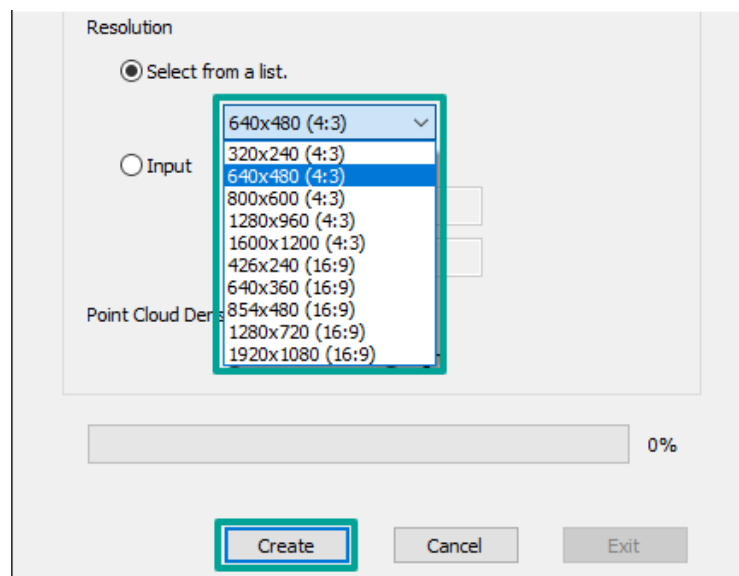 Resolution
Select from a list.
640x480 (4:3)
320x240 (4:3)
Input
640x480 (4:3)
800x600 (4:3)
1280x960 (4:3)
1600x1200 (4:3)
426x240 (16:9)
640x360 (16:9)
Point Cloud
854x480 (16:9)
1280x720 (16:9)
1920x1080 (16:9)
0%
Create Cancel Exit